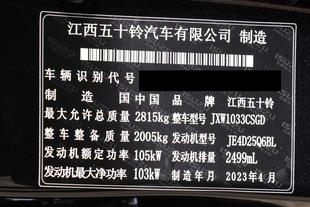 江西五十铃汽车有限公司 制造
车辆识别代号
制造国 中国 品牌 江西五十铃
最大允许总质量 2815kg 整车型号 JXW1033CSGD
整车整备质量 2005kg 发动机型号 JE4D25Q6BL
发动机额定功率 105kW 发动机排量 2499mL
发动机最大净功率 103kW 制造年月 2023年4月